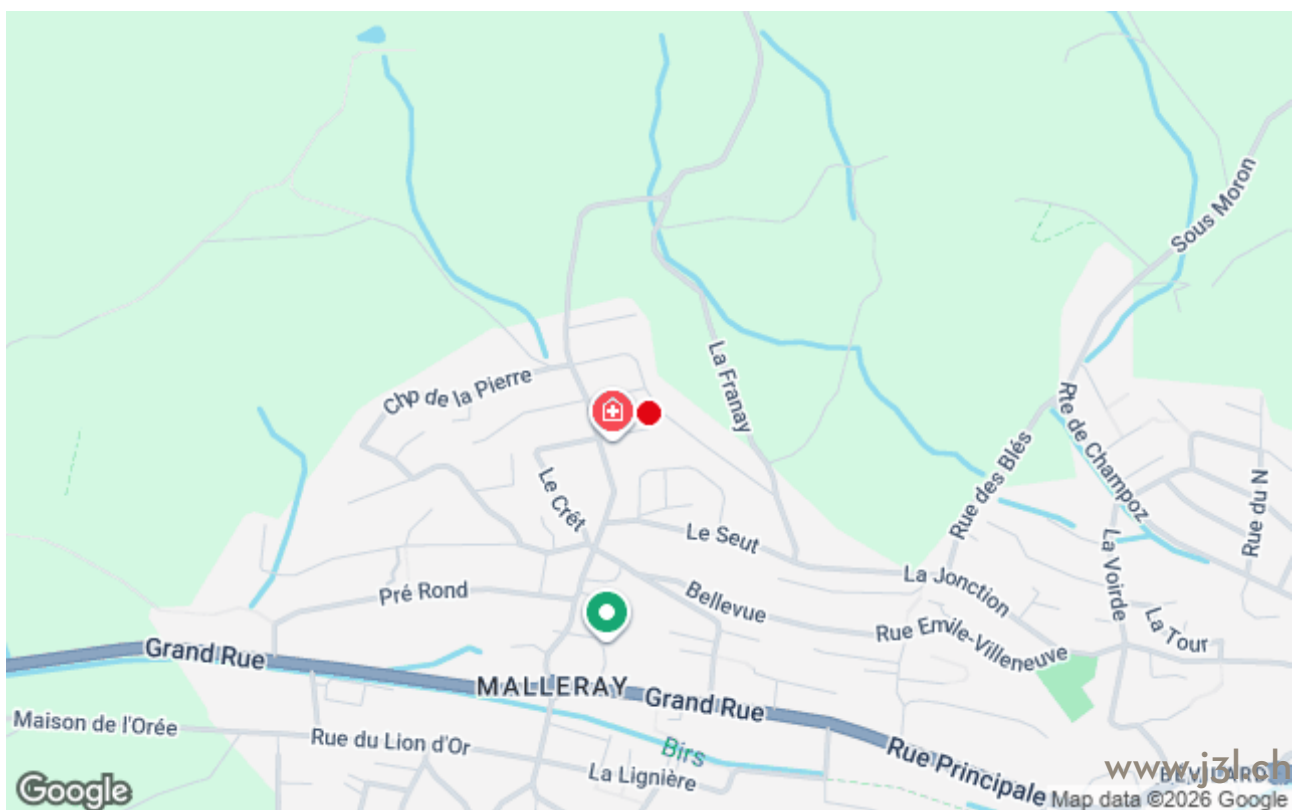 Sous Moron
La Franay
Chp de la Pierre
Rte de Champoz
Le Crêt
Rue des Blés
Rue du N
Le Seut
La Voirde
La Jonction
Pré Rond
Bellevue
La Tour
Rue Emile-Villeneuve
Grand Rue
MALLERAY
Grand Rue
Maison de l'Orée
Rue du Lion d'Or
Birs
Rue Principale
La Lignière
www.j3l.ch
Google
Map data ©2026 Google